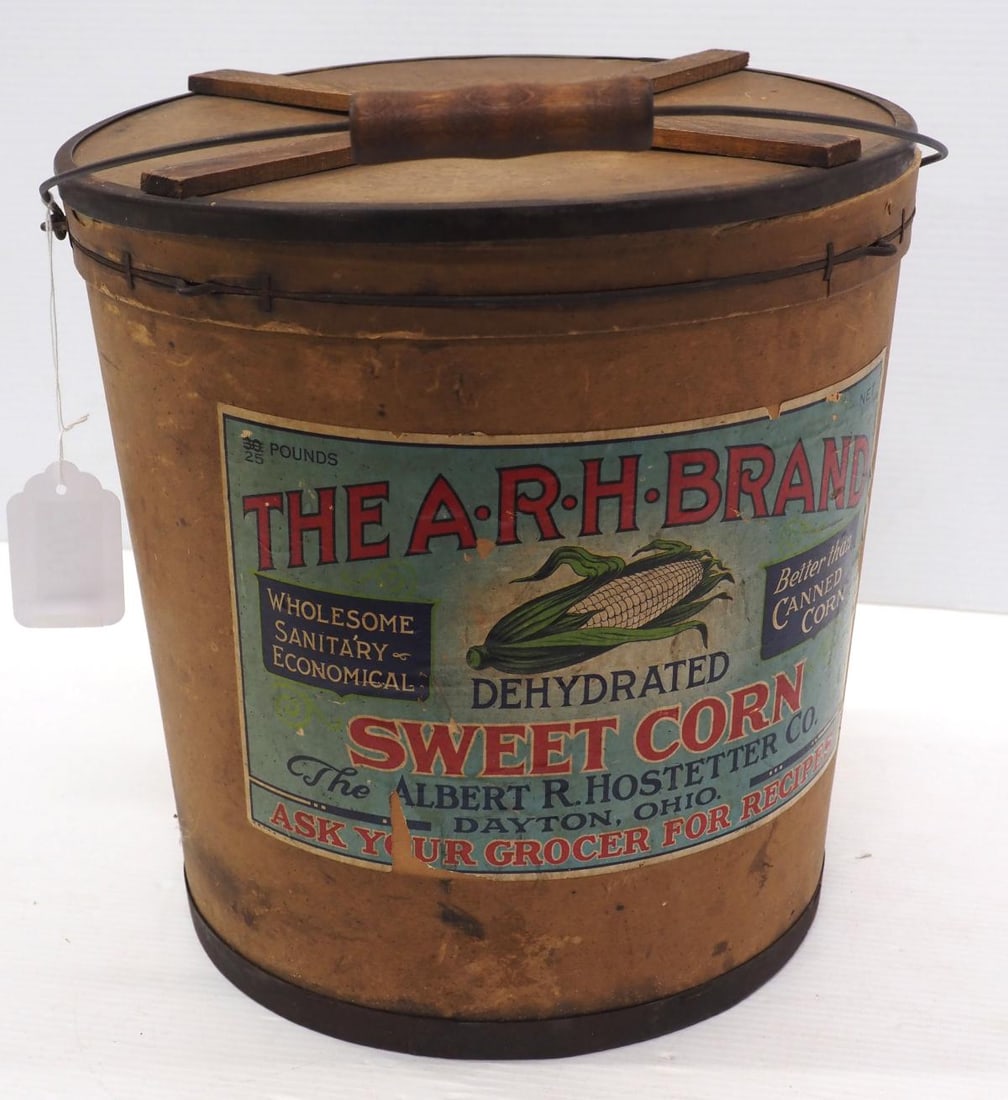 30 POUNDS NET
25
THE A·R·H·BRAND
WHOLESOME
SANITARY
ECONOMICAL
Better than
CANNED
CORN
DEHYDRATED
SWEET CORN
The ALBERT R. HOSTETTER CO.
DAYTON, OHIO.
ASK YOUR GROCER FOR RECIPES